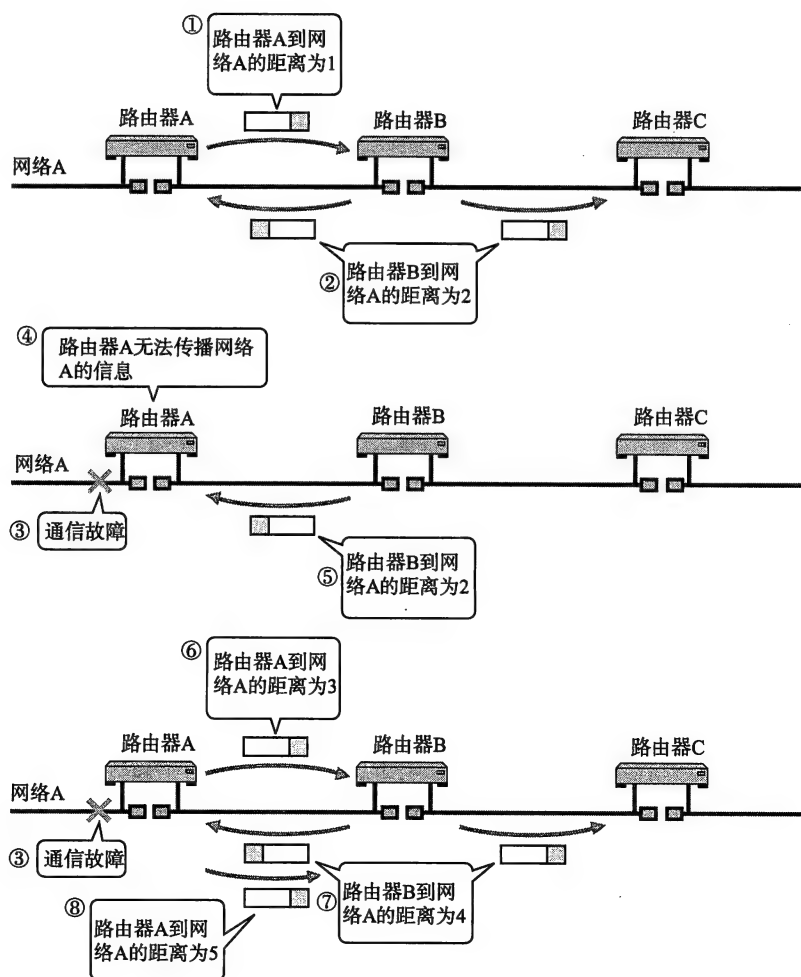 ①
路由器A到网
络A的距离为1
路由器A
路由器B
路由器C
网络A
②
路由器B到网
络A的距离为2
④
路由器A无法传播网络
A的信息
路由器A
路由器B
路由器C
网络A
③
通信故障
⑤
路由器B到网
络A的距离为2
⑥
路由器A到网
络A的距离为3
路由器A
路由器B
路由器C
网络A
③
通信故障
⑦
路由器B到网
络A的距离为4
⑧
路由器A到网
络A的距离为5